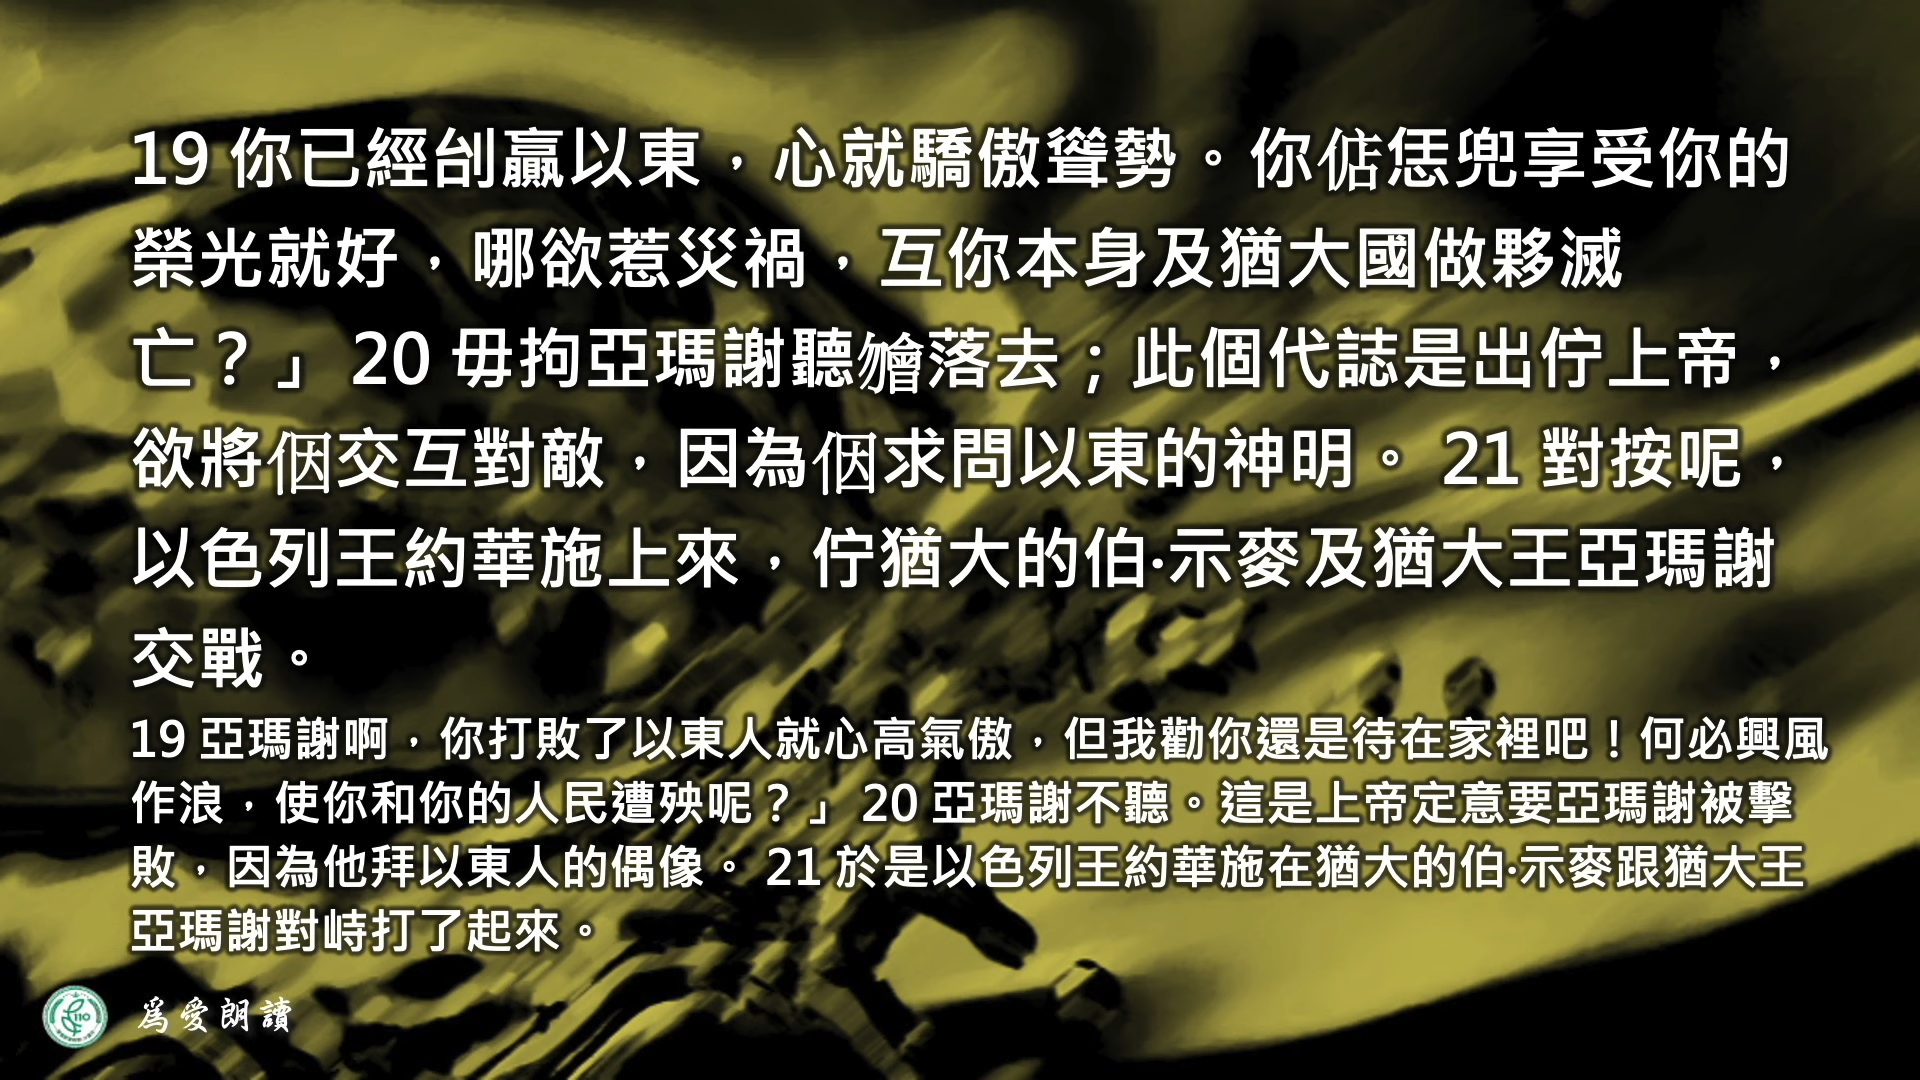 19 你已經刣贏以東，心就驕傲聳勢。你惦恁兜享受你的
榮光就好，哪欲惹災禍，互你本身及猶大國做夥滅
亡？」 20 毋拘亞瑪謝聽𣍐落去；此個代誌是出佇上帝，
欲將𪜶交互對敵，因為𪜶求問以東的神明。 21 對按呢，
以色列王約華施上來，佇猶大的伯·示麥及猶大王亞瑪謝
交戰。
19 亞瑪謝啊，你打敗了以東人就心高氣傲，但我勸你還是待在家裡吧！何必興風
作浪，使你和你的人民遭殃呢？」 20 亞瑪謝不聽。這是上帝定意要亞瑪謝被擊
敗，因為他拜以東人的偶像。 21 於是以色列王約華施在猶大的伯·示麥跟猶大王
亞瑪謝對峙打了起來。
110
為愛朗讀